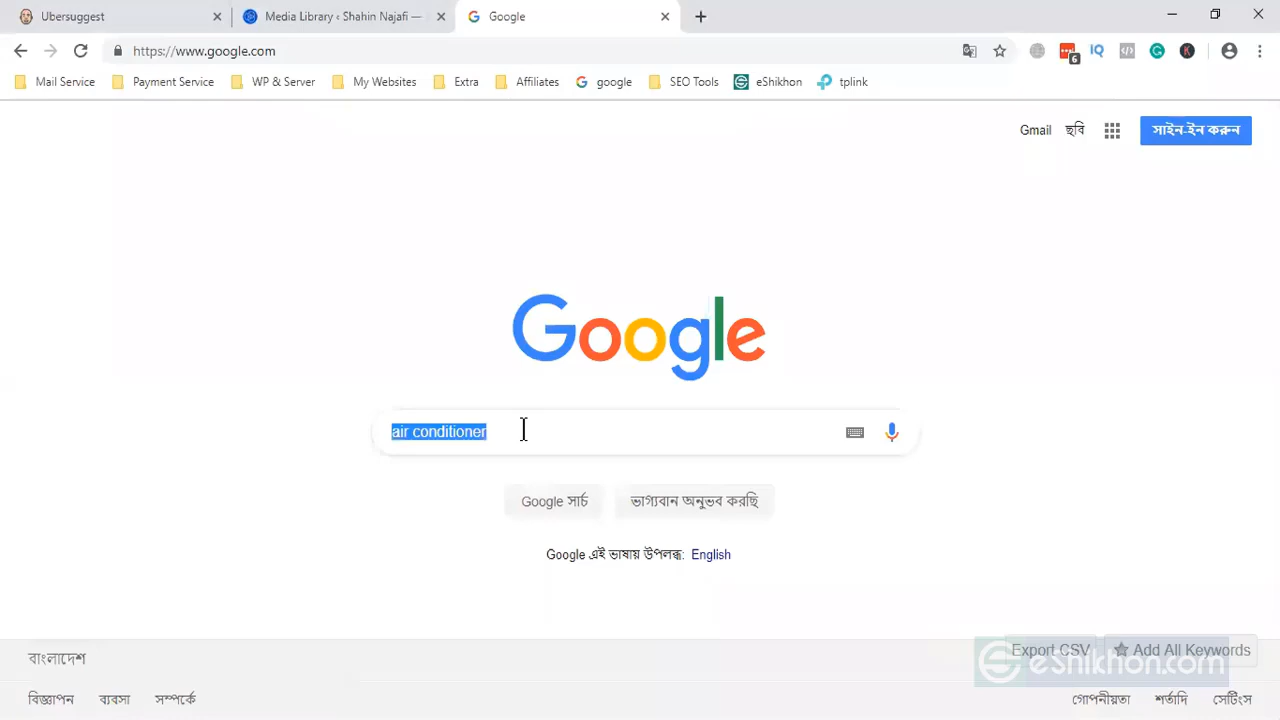 Ubersuggest
Media Library ‹ Shahin Najafi —
Google
https://www.google.com
6
IQ
K
Mail Service
Payment Service
WP & Server
My Websites
Extra
Affiliates
google
SEO Tools
eShikhon
tplink
Gmail
ছবি
সাইন-ইন করুন
Google
air conditioner
Google সার্চ
ভাগ্যবান অনুভব করছি
Google এই ভাষায় উপলব্ধ: English
Export CSV
Add All Keywords
eshikhon.com
বাংলাদেশ
বিজ্ঞাপন ব্যবসা সম্পর্কে
গোপনীয়তা শর্তাদি সেটিংস